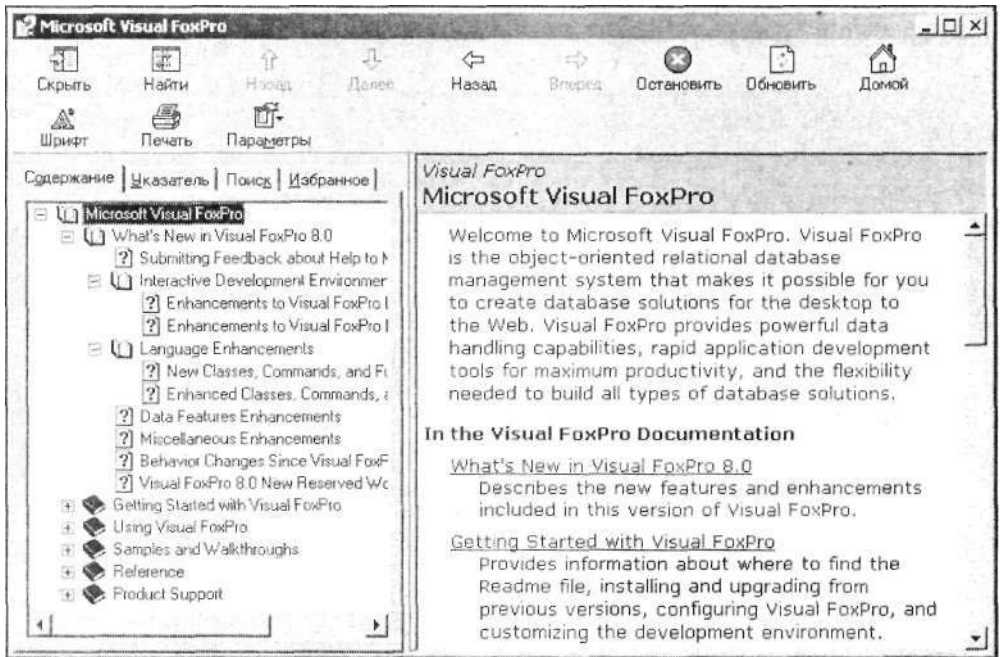 Microsoft Visual FoxPro
Скрыть Найти Назад Далее Назад Вперед Остановить Обновить Домой
Шрифт Печать Параметры
Содержание Указатель Поиск Избранное
Microsoft Visual FoxPro
What's New in Visual FoxPro 8.0
Submitting Feedback about Help to
Interactive Development Environmen
Enhancements to Visual FoxPro
Enhancements to Visual FoxPro
Language Enhancements
New Classes, Commands, and Fu
Enhanced Classes, Commands,
Data Features Enhancements
Miscellaneous Enhancements
Behavior Changes Since Visual FoxP
Visual FoxPro 8.0 New Reserved Wo
Getting Started with Visual FoxPro
Using Visual FoxPro
Samples and Walkthroughs
Reference
Product Support
Visual FoxPro
Microsoft Visual FoxPro
Welcome to Microsoft Visual FoxPro. Visual FoxPro
is the object-oriented relational database
management system that makes it possible for you
to create database solutions for the desktop to
the Web. Visual FoxPro provides powerful data
handling capabilities, rapid application development
tools for maximum productivity, and the flexibility
needed to build all types of database solutions.
In the Visual FoxPro Documentation
What's New in Visual FoxPro 8.0
Describes the new features and enhancements
included in this version of Visual FoxPro.
Getting Started with Visual FoxPro
Provides information about where to find the
Readme file, installing and upgrading from
previous versions, configuring Visual FoxPro, and
customizing the development environment.